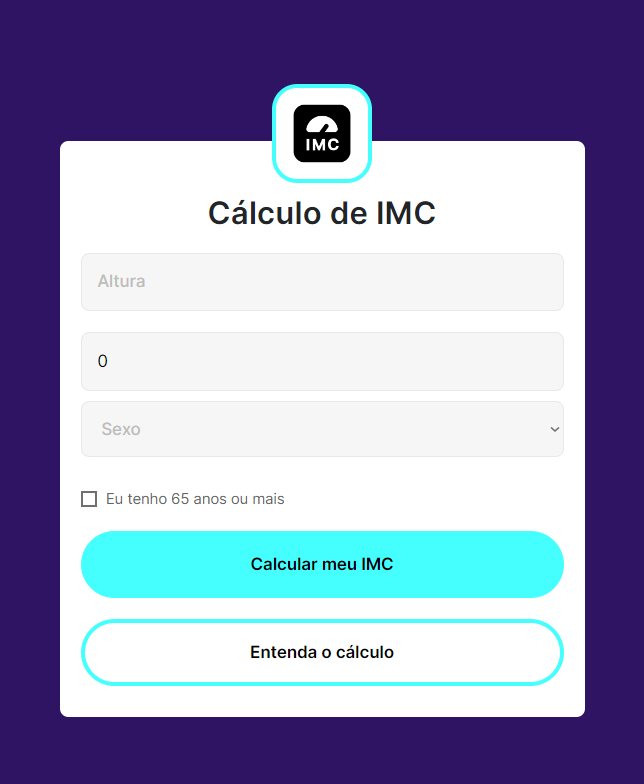 IMC
Cálculo de IMC
Altura
0
Sexo
Eu tenho 65 anos ou mais
Calcular meu IMC
Entenda o cálculo